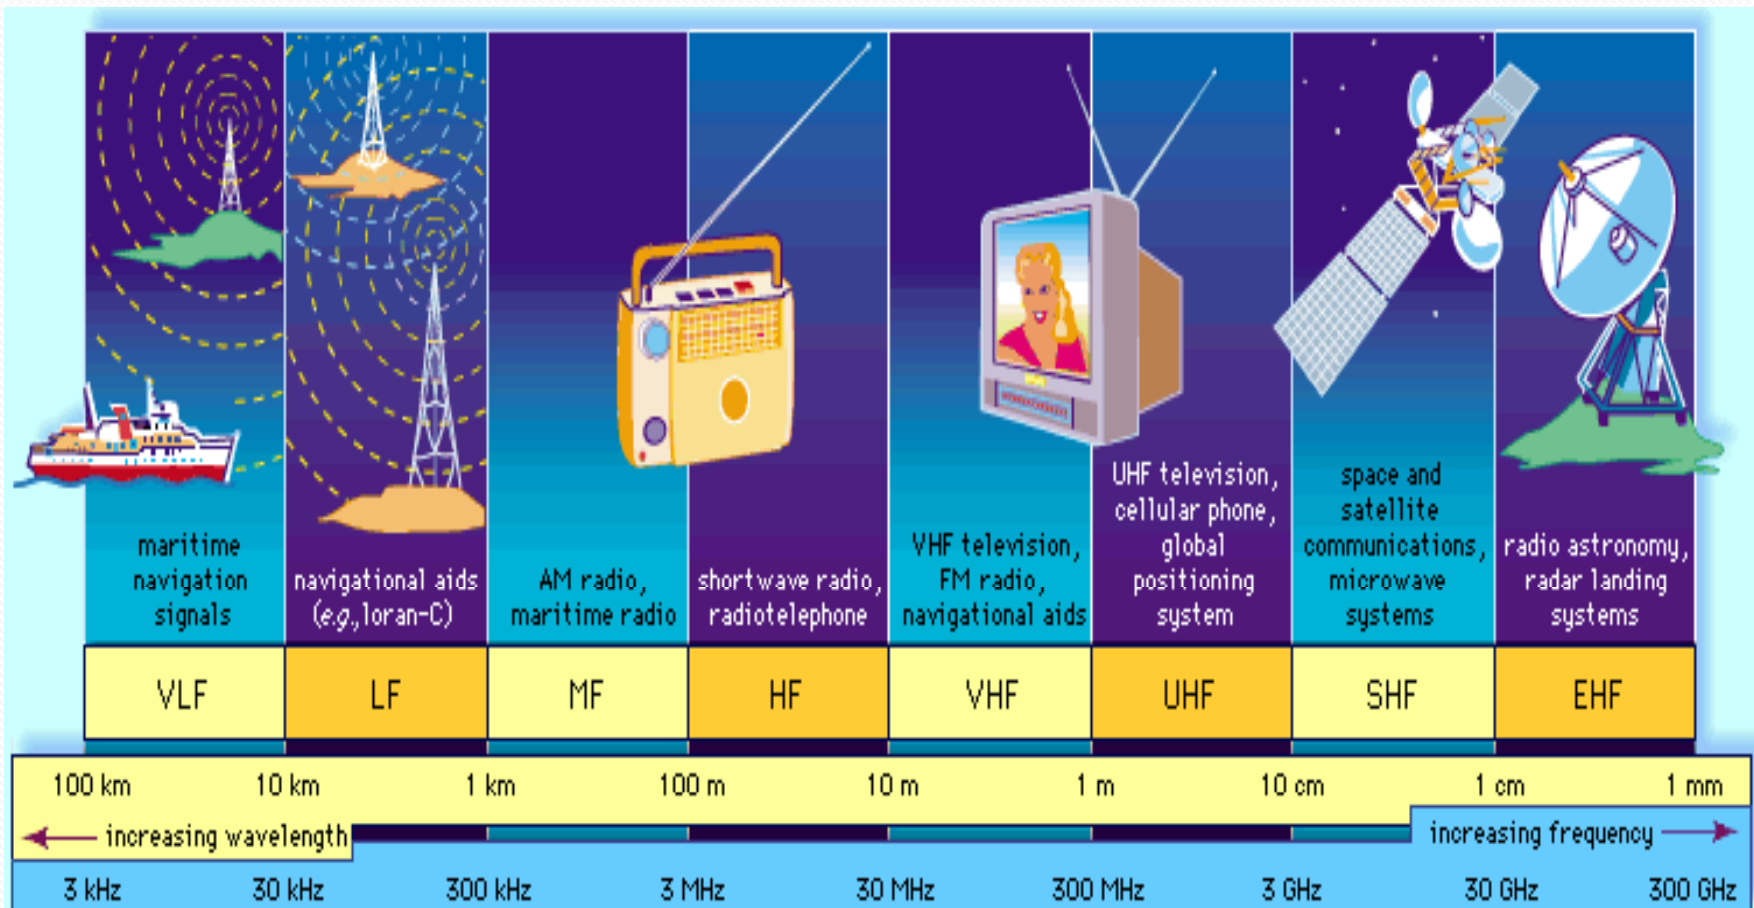 maritime
navigation
signals
navigational aids
(e.g., loran-C)
AM radio,
maritime radio
shortwave radio,
radiotelephone
VHF television,
FM radio,
navigational aids
UHF television,
cellular phone,
global
positioning
system
space and
satellite
communications,
microwave
systems
radio astronomy,
radar landing
systems
VLF LF MF HF VHF UHF SHF EHF
100 km 10 km 1 km 100 m 10 m 1 m 10 cm 1 cm 1 mm
increasing wavelength increasing frequency
3 kHz 30 kHz 300 kHz 3 MHz 30 MHz 300 MHz 3 GHz 30 GHz 300 GHz